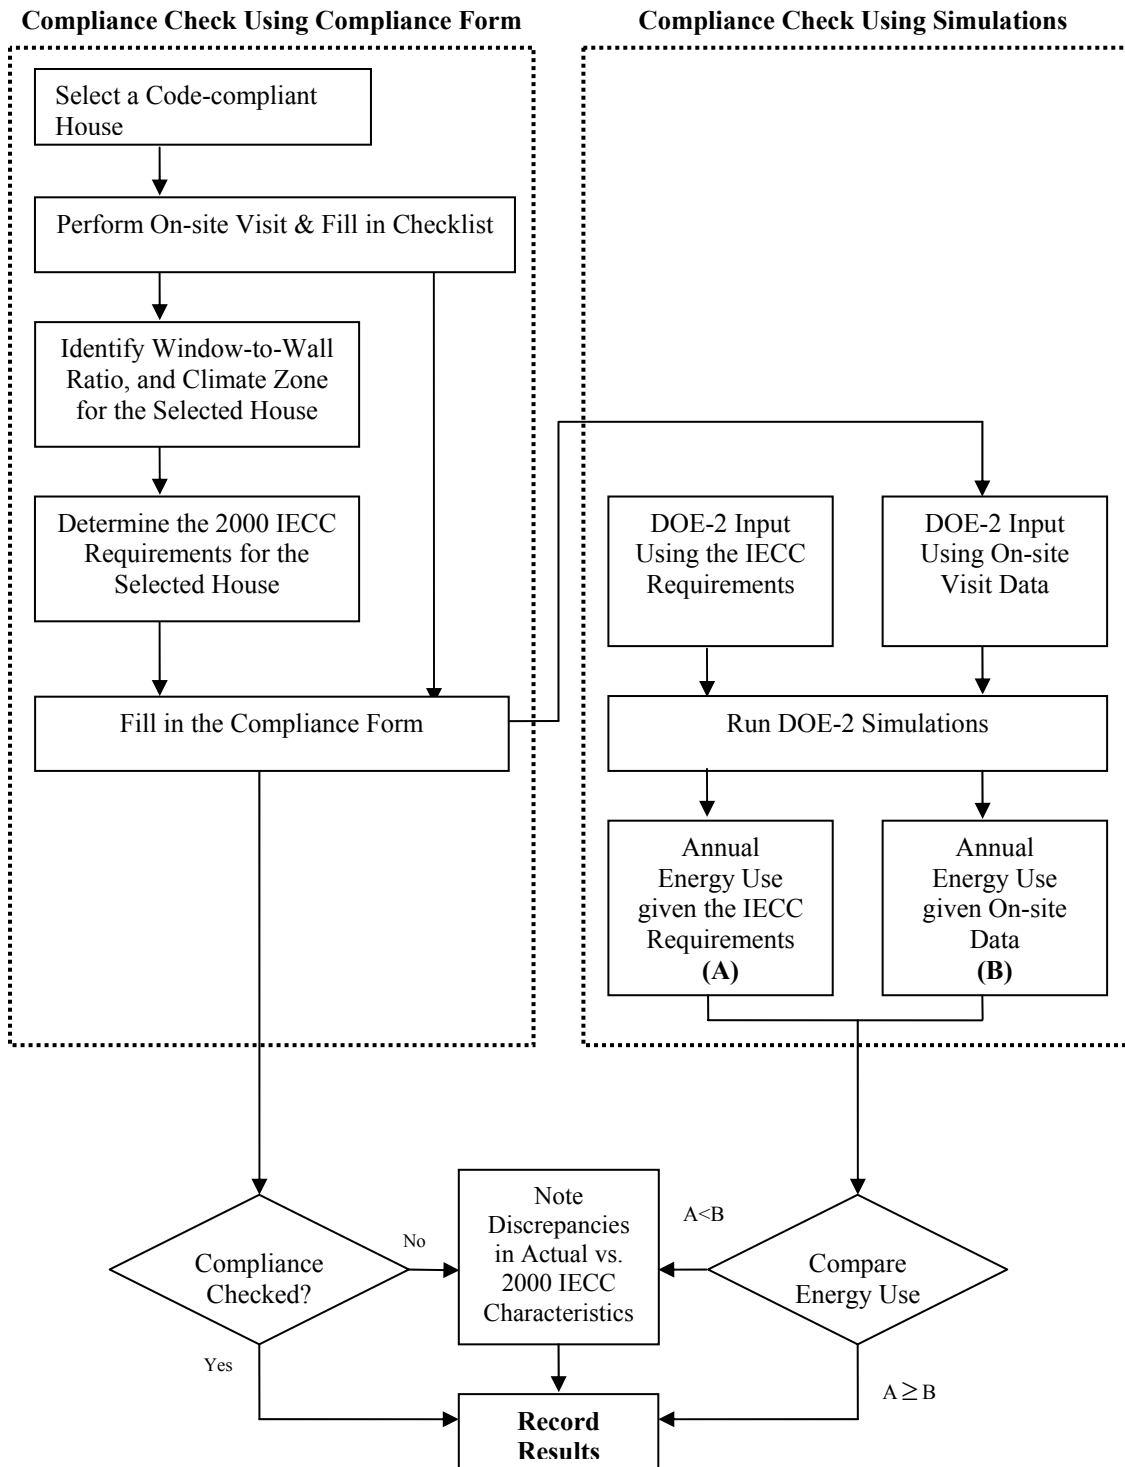 Compliance Check Using Compliance Form
Select a Code-compliant
House
Perform On-site Visit & Fill in Checklist
Identify Window-to-Wall
Ratio, and Climate Zone
for the Selected House
Determine the 2000 IECC
Requirements for the
Selected House
Fill in the Compliance Form
Compliance Check Using Simulations
DOE-2 Input
Using the IECC
Requirements
DOE-2 Input
Using On-site
Visit Data
Run DOE-2 Simulations
Annual
Energy Use
given the IECC
Requirements
(A)
Annual
Energy Use
given On-site
Data
(B)
Compliance
Checked?
No
Yes
Note
Discrepancies
in Actual vs.
2000 IECC
Characteristics
A<B
Compare
Energy Use
A ≥ B
Record
Results